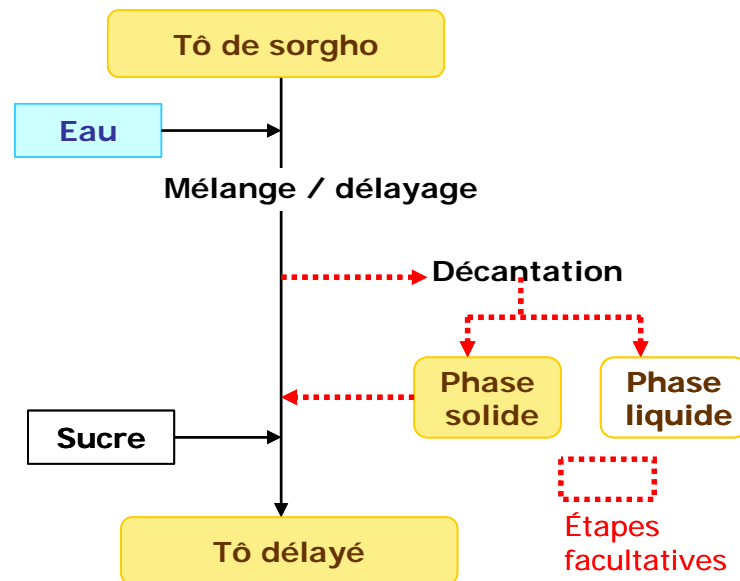 Tô de sorgho
Eau
Mélange / délayage
Décantation
Phase
solide
Phase
liquide
Sucre
Étapes
facultatives
Tô délayé